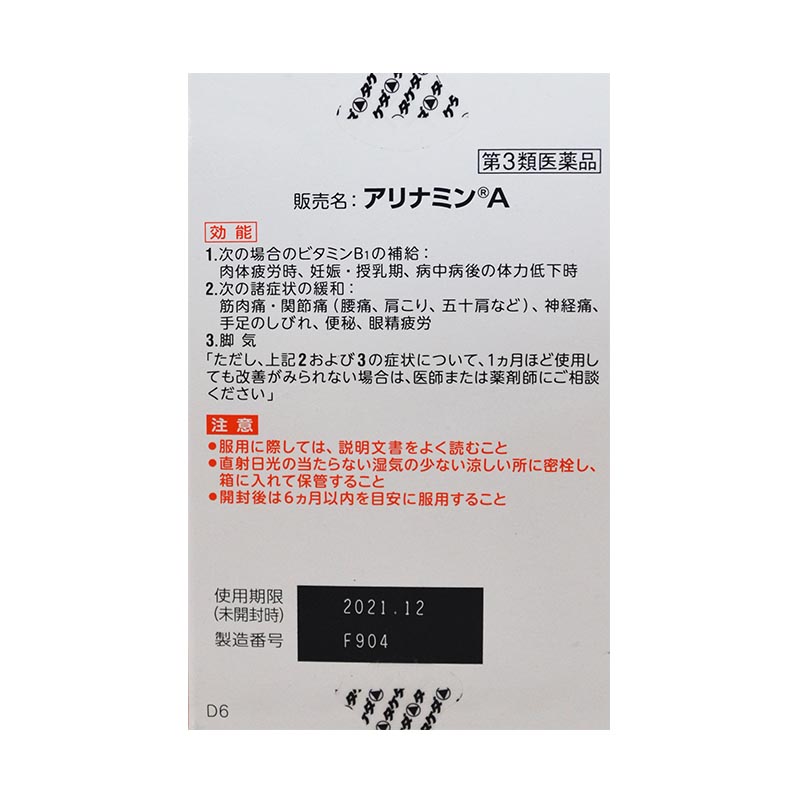 タケダ
第3類医薬品
販売名：アリナミン®A
効能
1.次の場合のビタミンB1の補給：
肉体疲労時、妊娠・授乳期、病中病後の体力低下時
2.次の諸症状の緩和：
筋肉痛・関節痛（腰痛、肩こり、五十肩など）、神経痛、
手足のしびれ、便秘、眼精疲労
3.脚気
「ただし、上記2および3の症状について、1ヵ月ほど使用し
ても改善がみられない場合は、医師または薬剤師にご相談
ください」
注意
●服用に際しては、説明文書をよく読むこと
●直射日光の当たらない湿気の少ない涼しい所に密栓し、
箱に入れて保管すること
●開封後は6ヵ月以内を目安に服用すること
使用期限 2021.12
(未開封時)
製造番号 F904
タケダ
D6